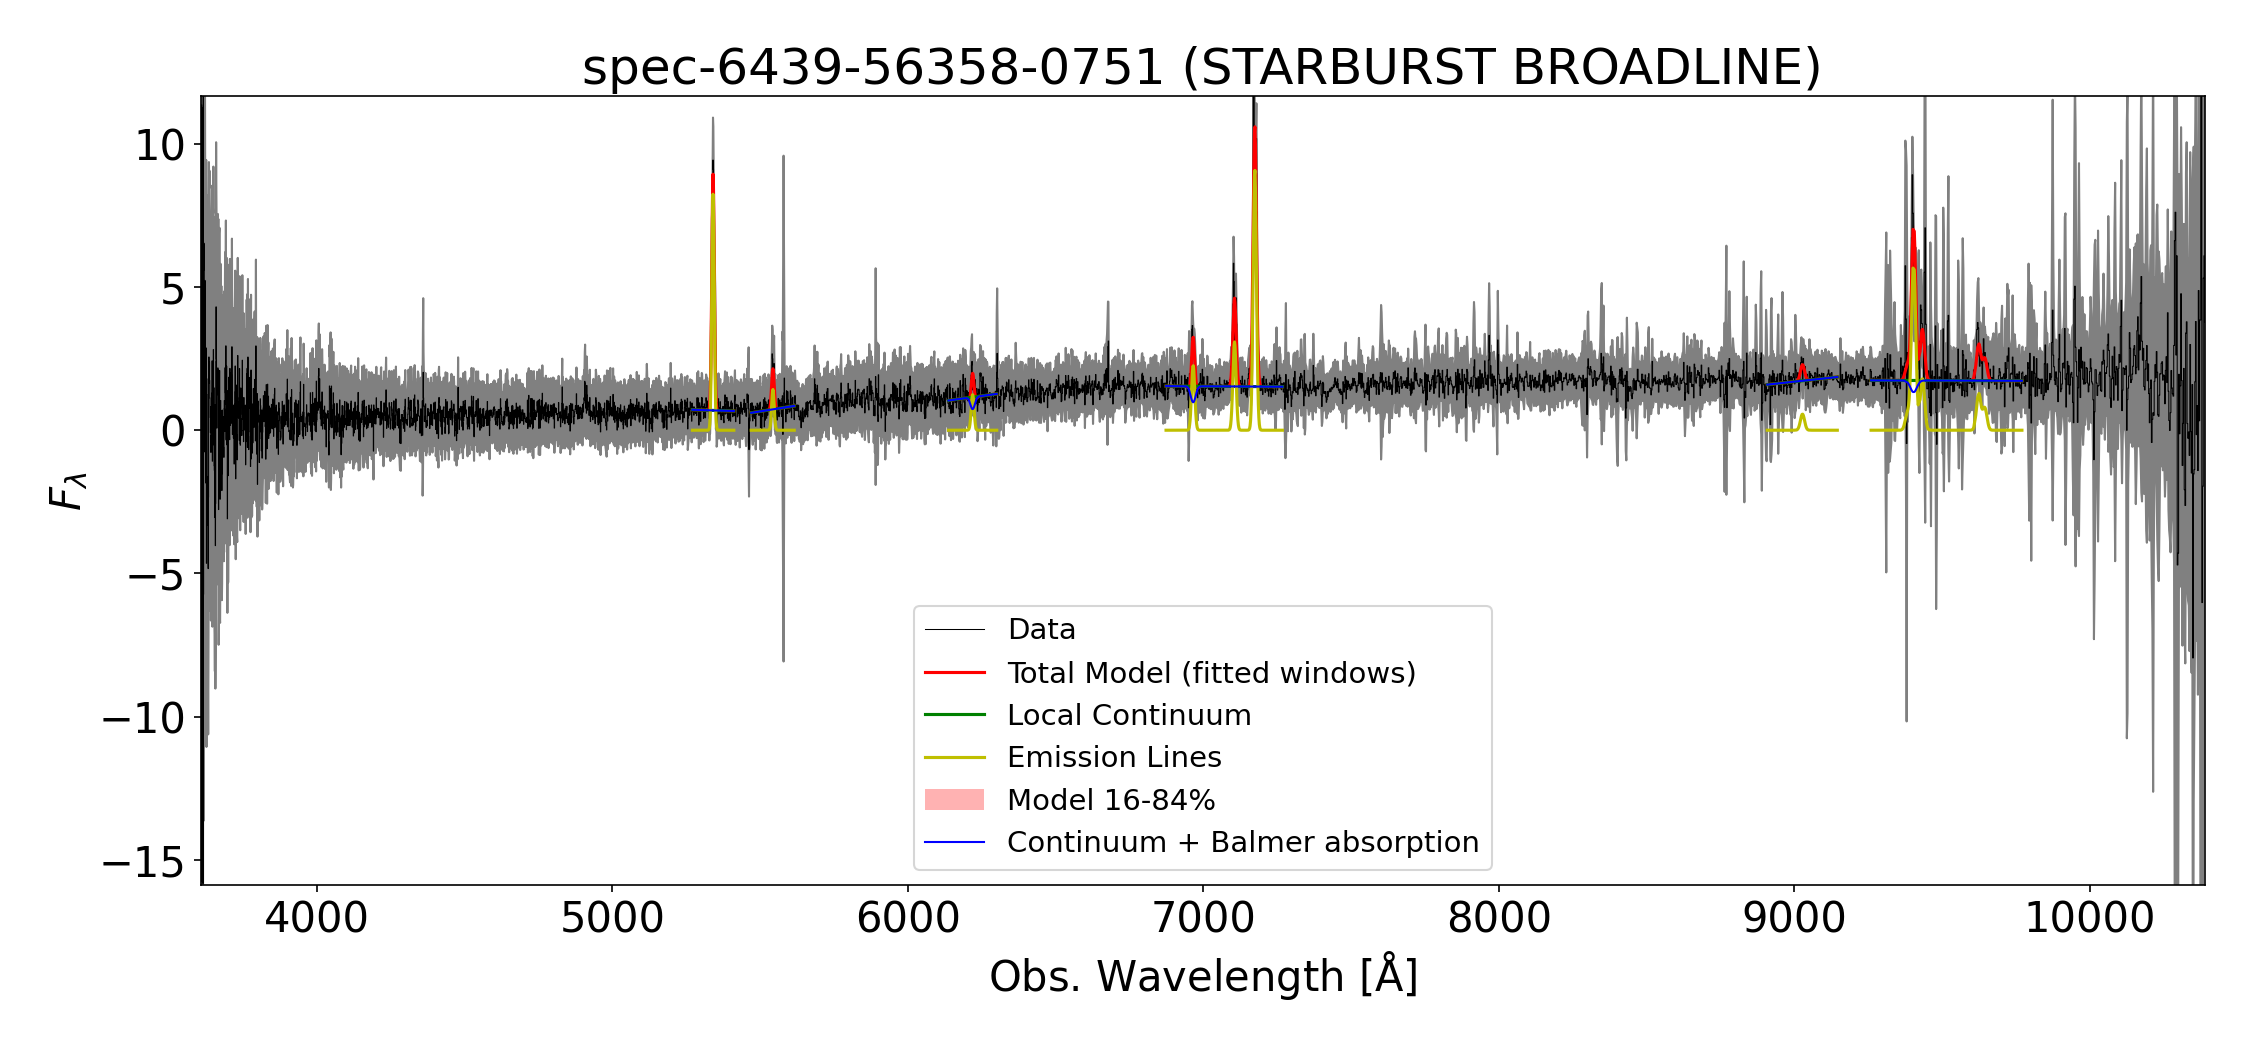 spec-6439-56358-0751 (STARBURST BROADLINE)
10
5
0
−5
−10
−15
F_λ
4000 5000 6000 7000 8000 9000 10000
Obs. Wavelength [Å]
Data
Total Model (fitted windows)
Local Continuum
Emission Lines
Model 16-84%
Continuum + Balmer absorption